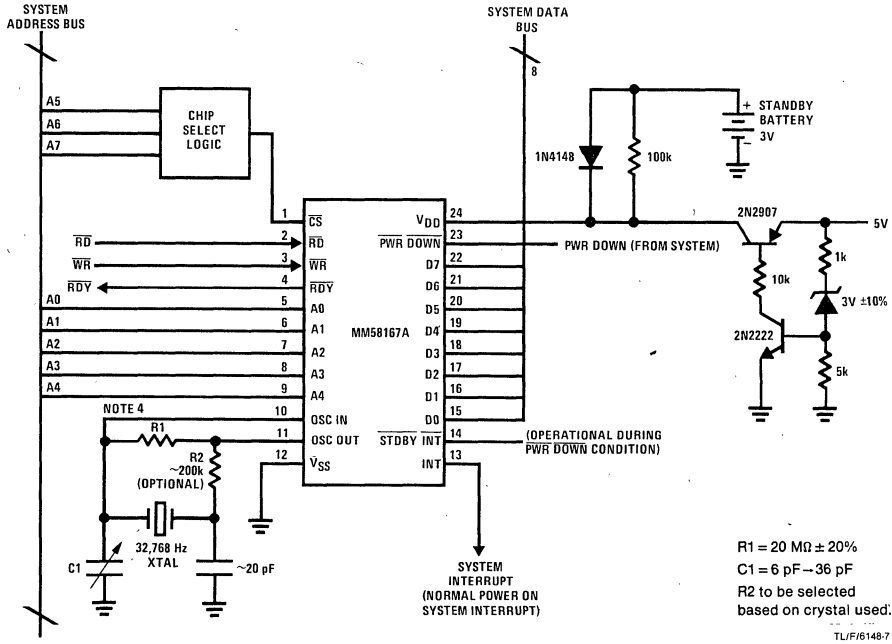 SYSTEM
ADDRESS BUS
SYSTEM DATA
BUS
8
A5
A6
A7
CHIP
SELECT
LOGIC
1N4148
100k
+ STANDBY
BATTERY
3V
−
1 CS
RD 2 RD
WR 3 WR
RDY 4 RDY
A0 5 A0
A1 6 A1
A2 7 A2
A3 8 A3
A4 9 A4
10 OSC IN
11 OSC OUT
12 VSS
MM58167A
VDD 24
PWR DOWN 23
PWR DOWN (FROM SYSTEM)
D7 22
D6 21
D5 20
D4 19
D3 18
D2 17
D1 16
D0 15
STDBY INT 14
(OPERATIONAL DURING
PWR DOWN CONDITION)
INT 13
2N2907
5V
1k
10k
3V ±10%
2N2222
5k
NOTE 4
R1
R2
~200k
(OPTIONAL)
32,768 Hz
XTAL
C1
~20 pF
SYSTEM
INTERRUPT
(NORMAL POWER ON
SYSTEM INTERRUPT)
R1 = 20 MΩ ± 20%
C1 = 6 pF→36 pF
R2 to be selected
based on crystal used.
TL/F/6148-7